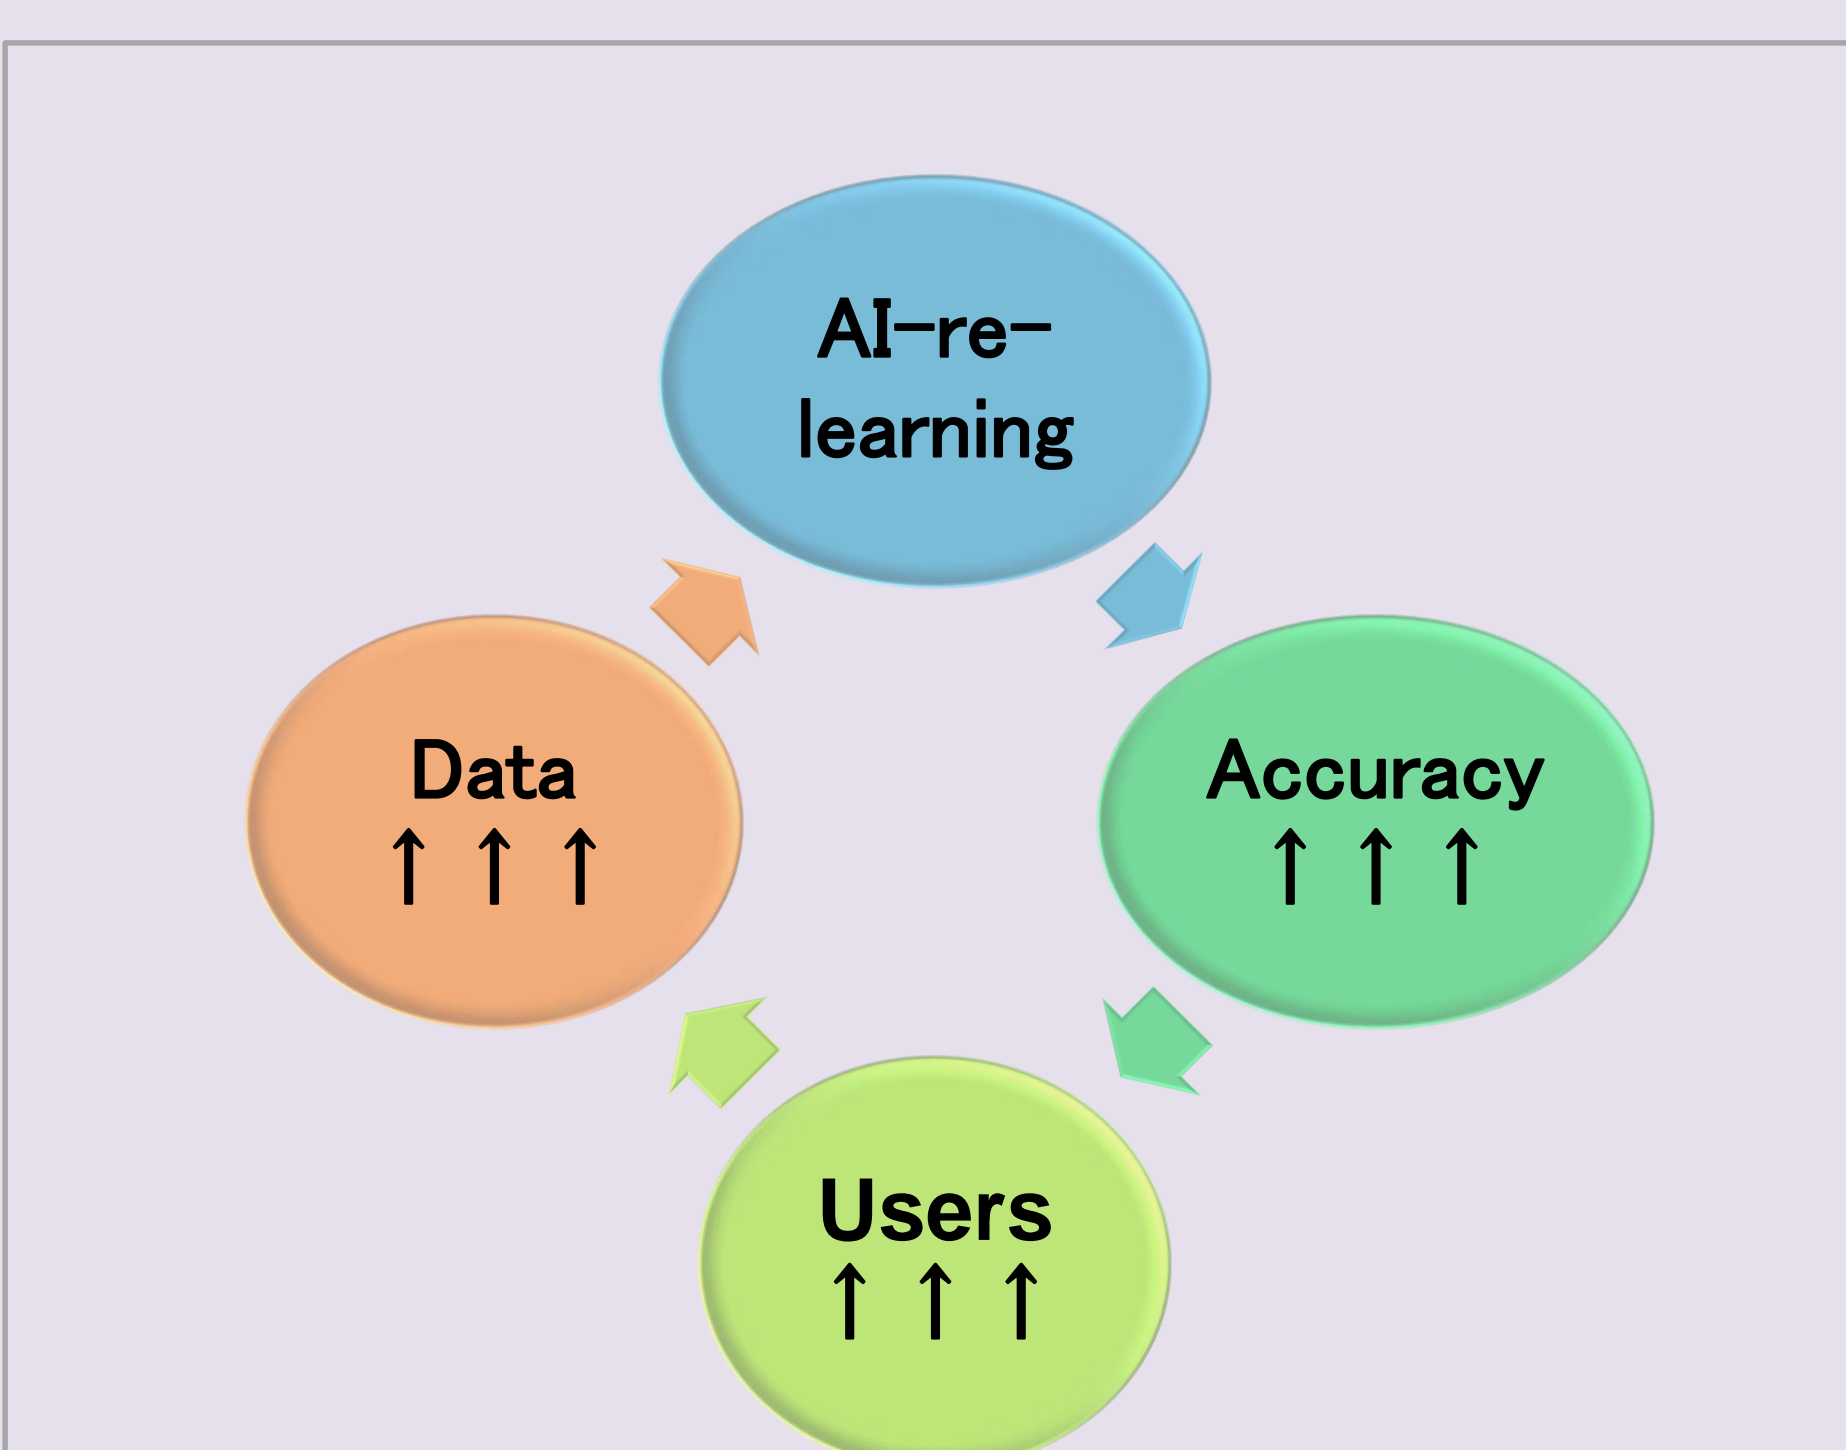 AI-re-
learning
Data
↑ ↑ ↑
Accuracy
↑ ↑ ↑
Users
↑ ↑ ↑